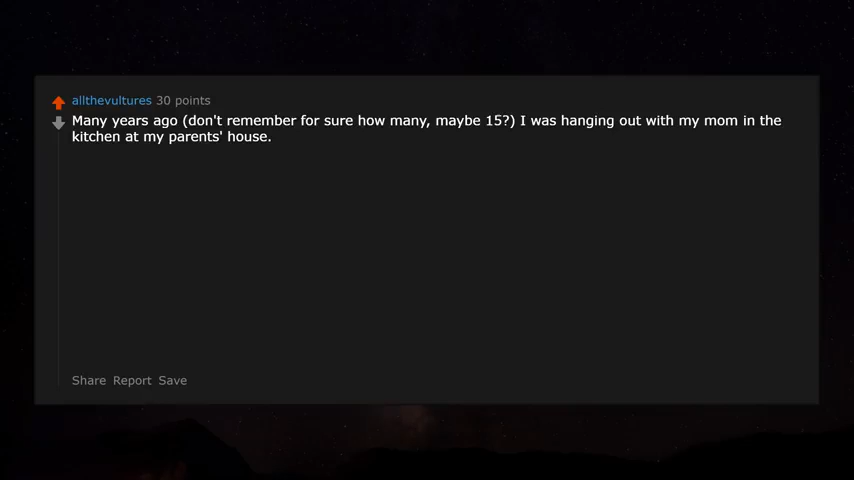 allthevultures 30 points
Many years ago (don't remember for sure how many, maybe 15?) I was hanging out with my mom in the
kitchen at my parents' house.
Share Report Save